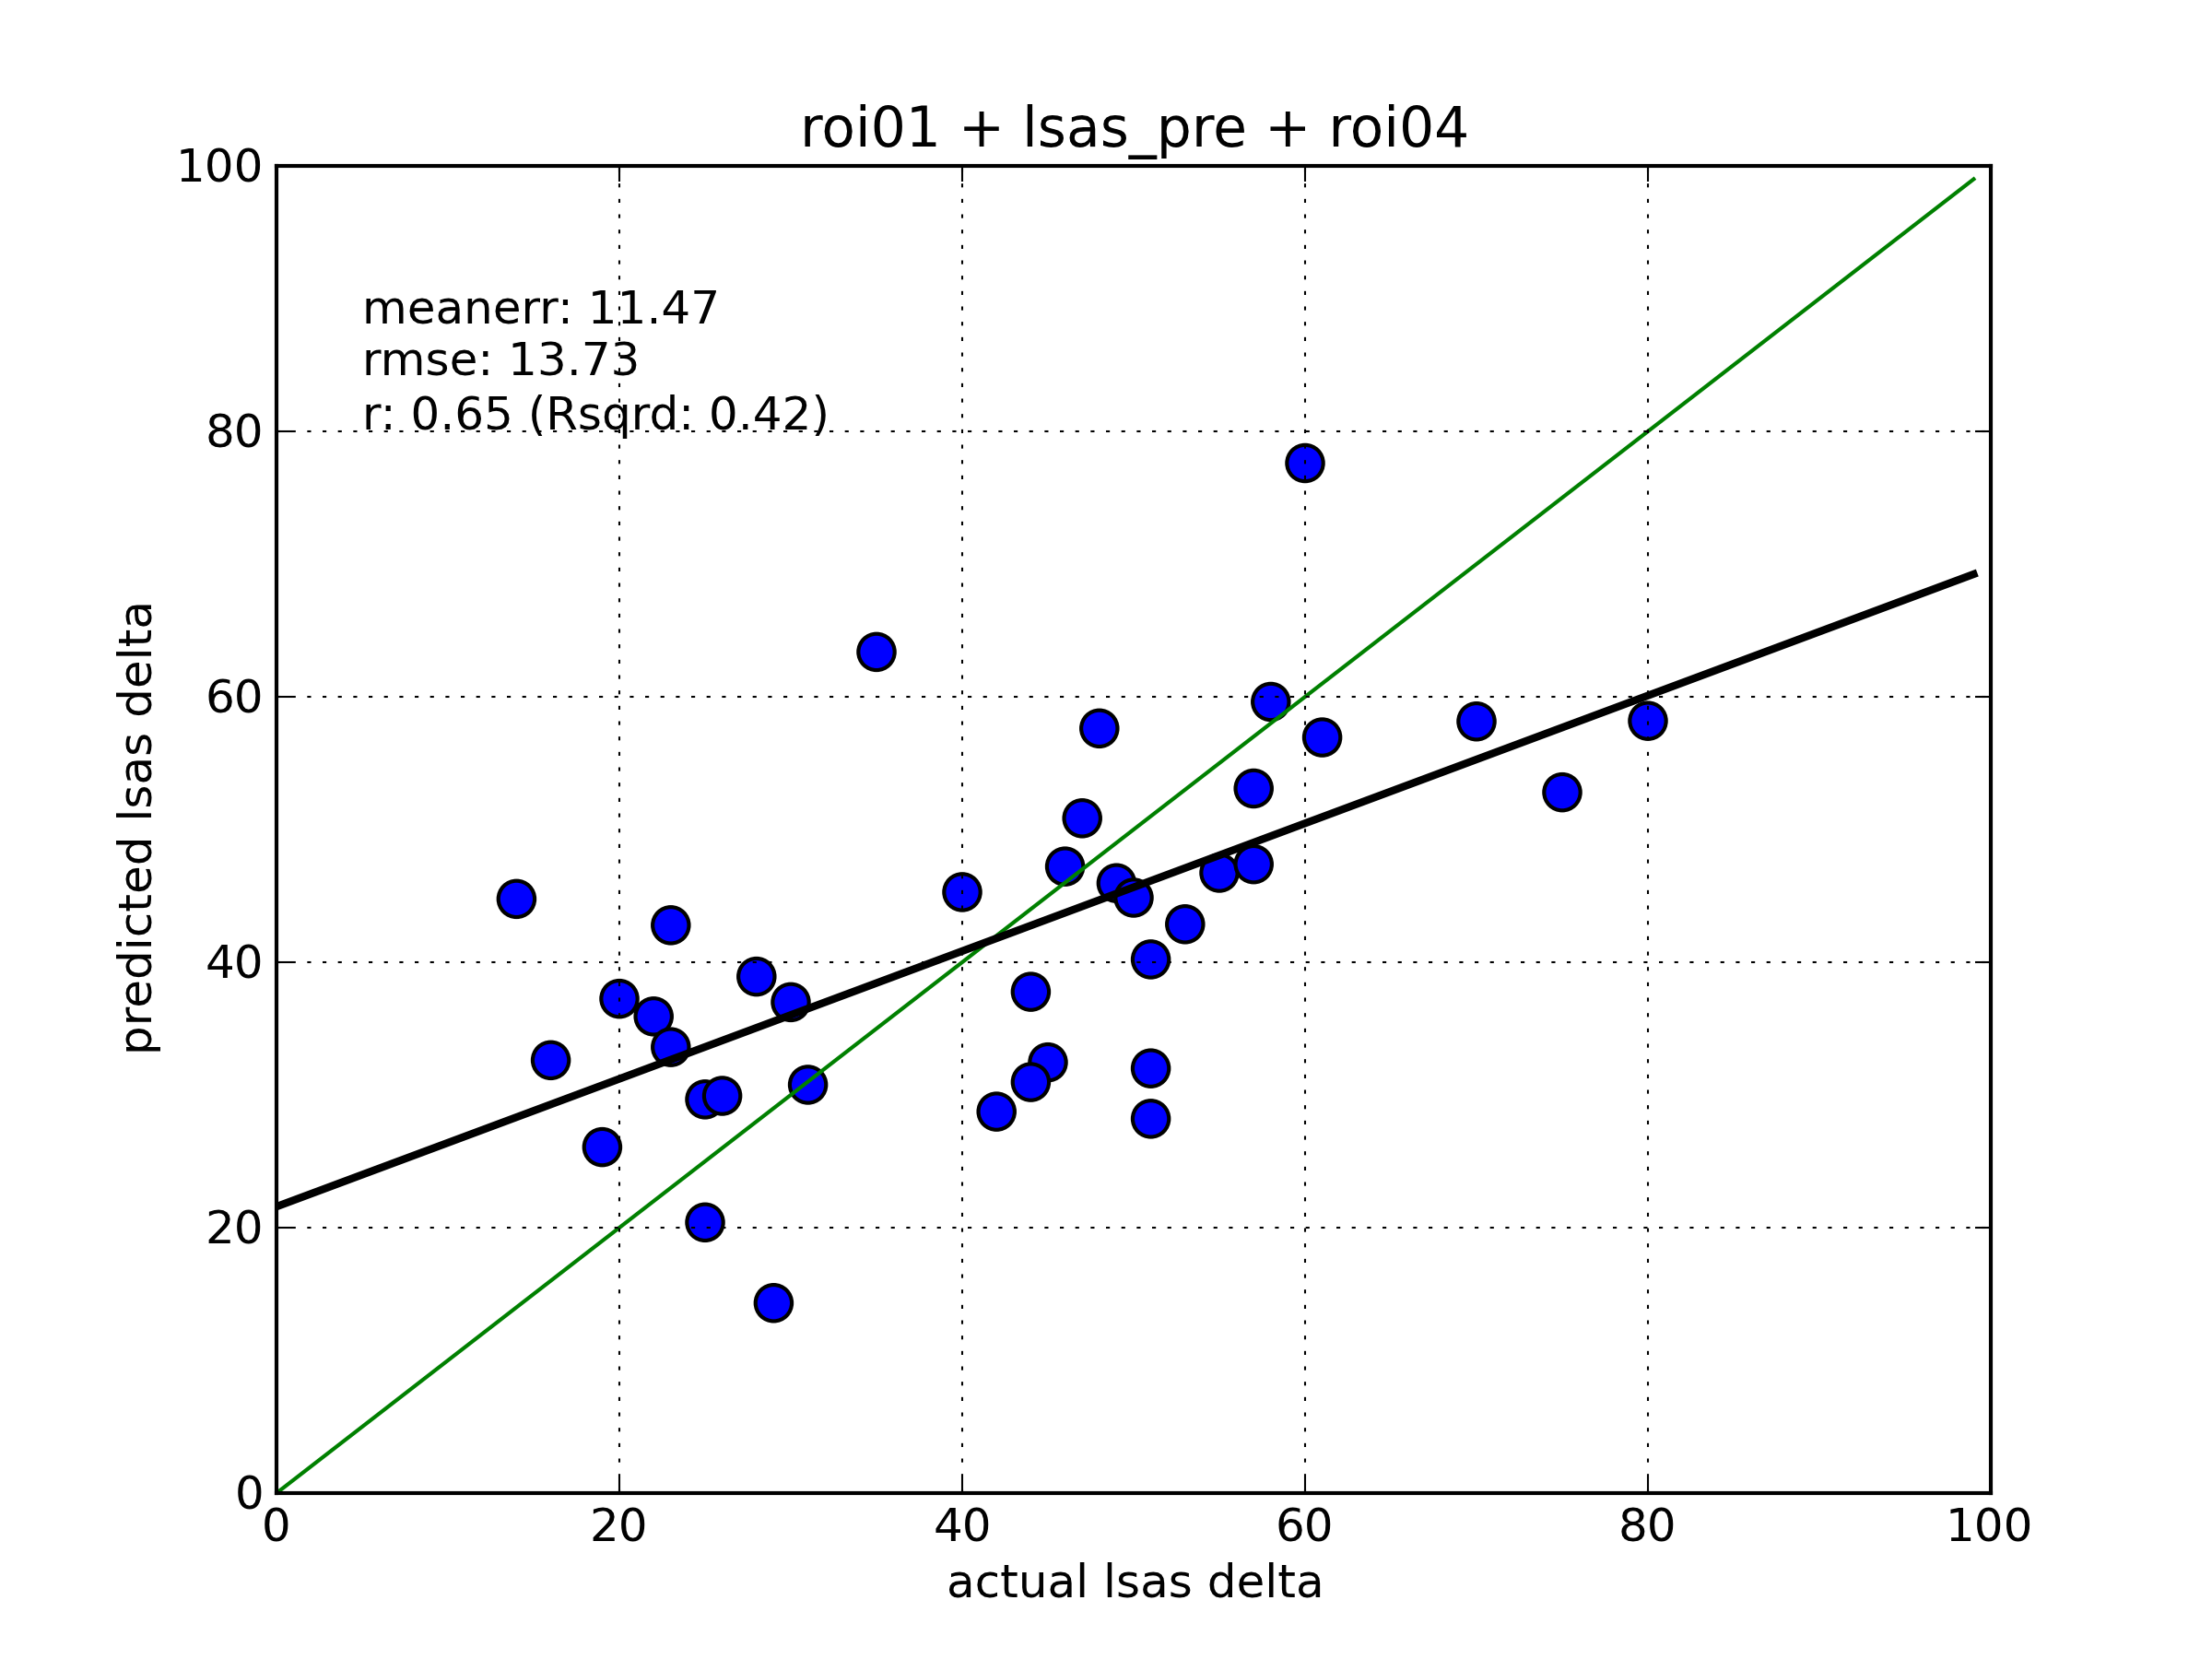 roi01 + lsas_pre + roi04
100
80
60
40
20
0
meanerr: 11.47
rmse: 13.73
r: 0.65 (Rsqrd: 0.42)
predicted lsas delta
0 20 40 60 80 100
actual lsas delta